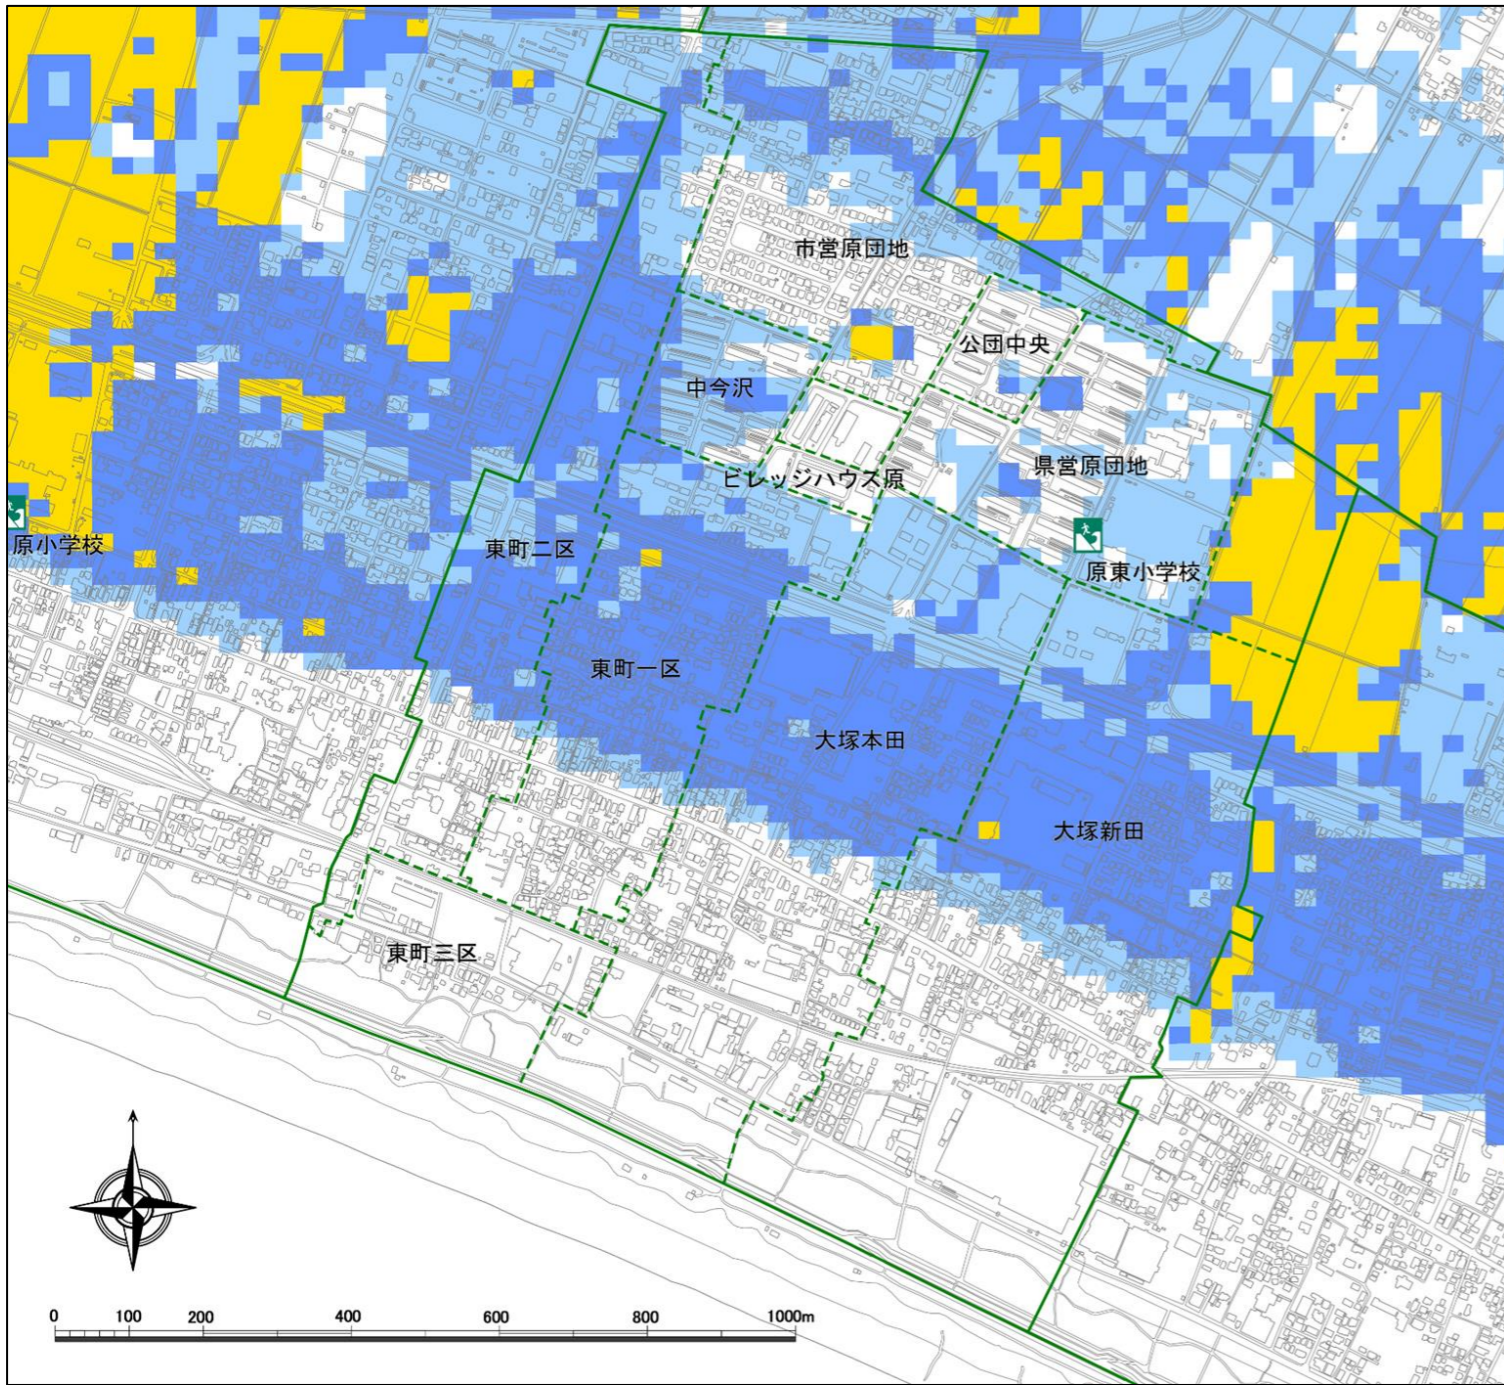 市営原団地
公団中央
中今沢
県営原団地
ビレッジハウス原
原小学校
東町二区
原東小学校
東町一区
大塚本田
大塚新田
東町三区
0 100 200 400 600 800 1000m